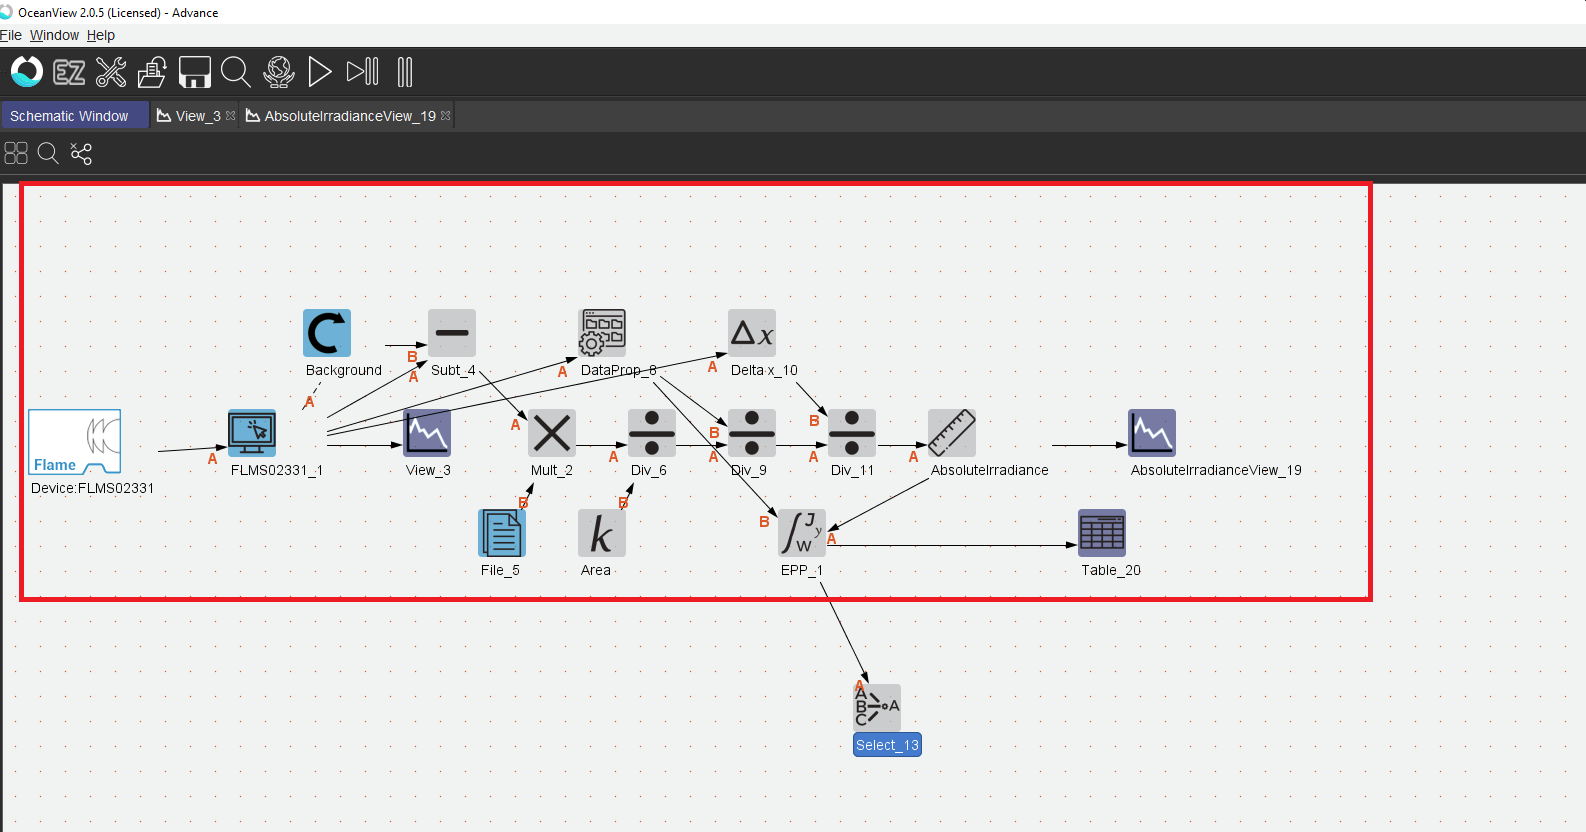 OceanView 2.0.5 (Licensed) - Advance
File Window Help
EZ
Schematic Window View_3 AbsoluteIrradianceView_19
Δx
B
Background A Subt_4 A DataProp_8 A Delta x_10
A
A B B
Flame A FLMS02331_1 View_3 Mult_2 A Div_6 A Div_9 A Div_11 A AbsoluteIrradiance AbsoluteIrradianceView_19
Device:FLMS02331
B B
k B ∫ J y W A
File_5 Area EPP_1 Table_20
A
A
B A
C
Select_13